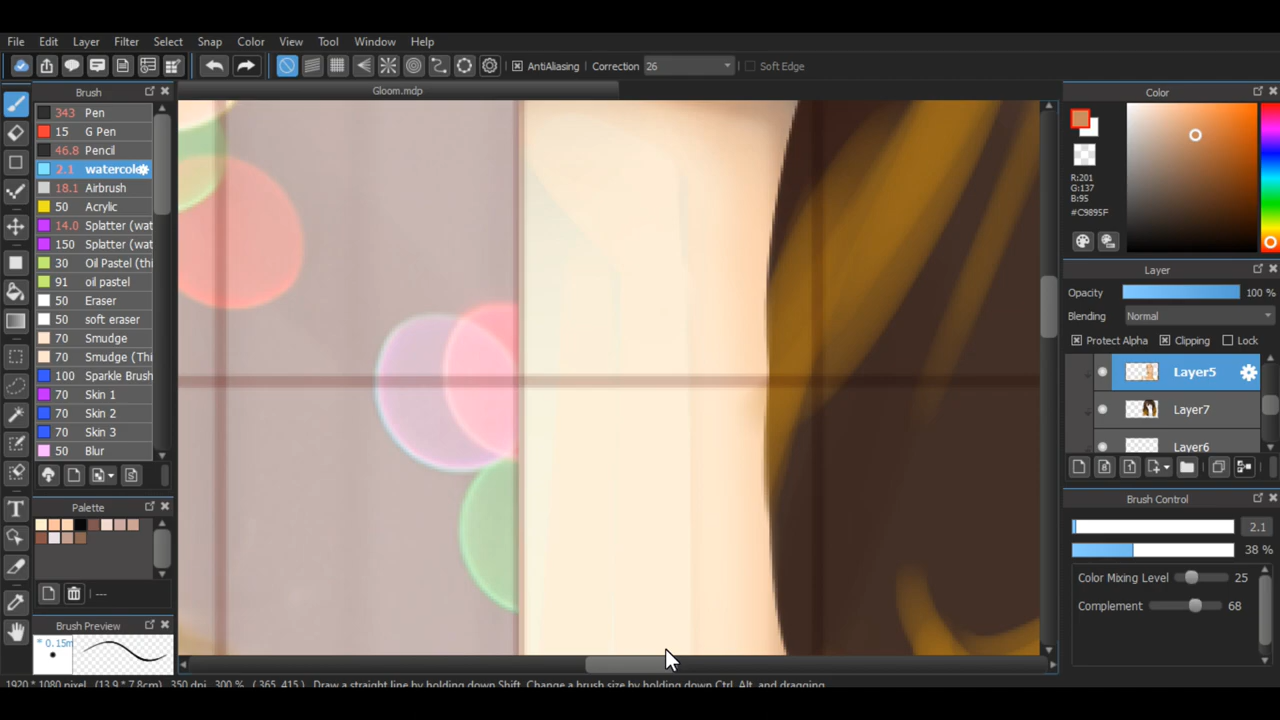 File Edit Layer Filter Select Snap Color View Tool Window Help
AntiAliasing Correction 26 Soft Edge
Brush
Gloom.mdp
Color
343 Pen
15 G Pen
46.8 Pencil
2.1 watercolo
18.1 Airbrush
50 Acrylic
14.0 Splatter (wat
150 Splatter (wat
30 Oil Pastel (thi
91 oil pastel
50 Eraser
50 soft eraser
70 Smudge
70 Smudge (Thi
100 Sparkle Brush
70 Skin 1
70 Skin 2
70 Skin 3
50 Blur
R:201
G:137
B:95
#C9895F
Layer
Opacity 100 %
Blending Normal
Protect Alpha Clipping Lock
Layer5
Layer7
Layer6
Palette
---
Brush Control
2.1
38 %
Color Mixing Level 25
Complement 68
Brush Preview
* 0.15m
1920 * 1080 pixel (13.9 * 7.8cm) 350 dpi 300 % ( 365, 415 ) Draw a straight line by holding down Shift, Change a brush size by holding down Ctrl, Alt, and dragging